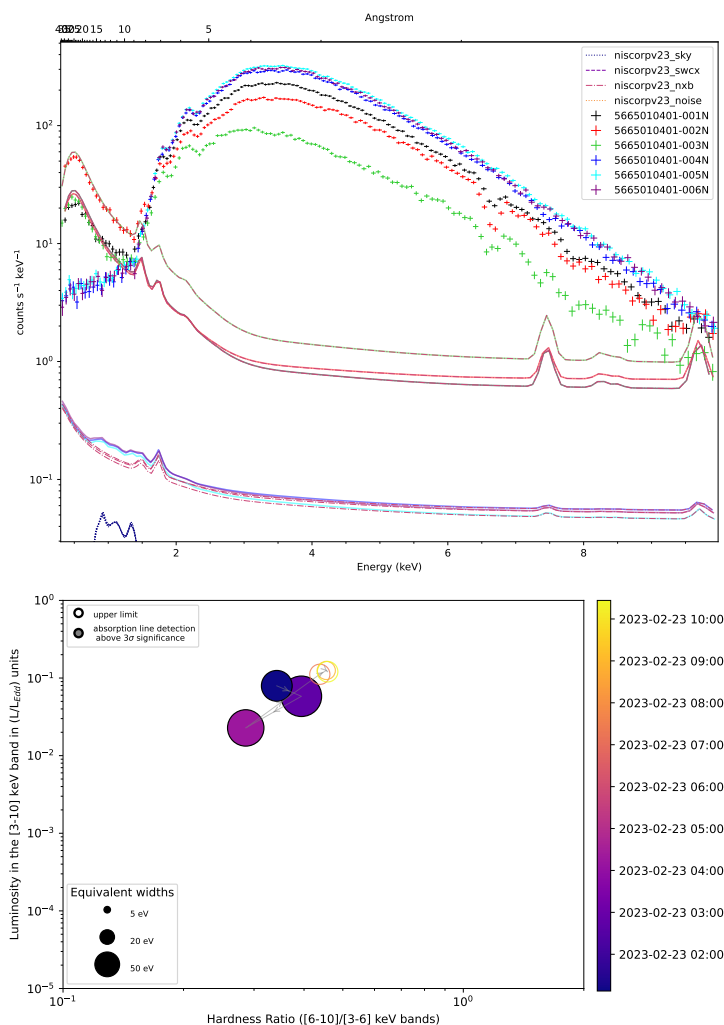 Angstrom
15
10
5
niscorpv23_sky
niscorpv23_swcx
niscorpv23_nxb
niscorpv23_noise
5665010401-001N
5665010401-002N
5665010401-003N
5665010401-004N
5665010401-005N
5665010401-006N
10²
10¹
10⁰
10⁻¹
counts s⁻¹ keV⁻¹
2
4
6
8
Energy (keV)
upper limit
absorption line detection
above 3σ significance
10⁰
10⁻¹
10⁻²
10⁻³
10⁻⁴
10⁻⁵
Luminosity in the [3-10] keV band in (L/L_Edd) units
Equivalent widths
5 eV
20 eV
50 eV
10⁻¹
10⁰
Hardness Ratio ([6-10]/[3-6] keV bands)
2023-02-23 10:00
2023-02-23 09:00
2023-02-23 08:00
2023-02-23 07:00
2023-02-23 06:00
2023-02-23 05:00
2023-02-23 04:00
2023-02-23 03:00
2023-02-23 02:00